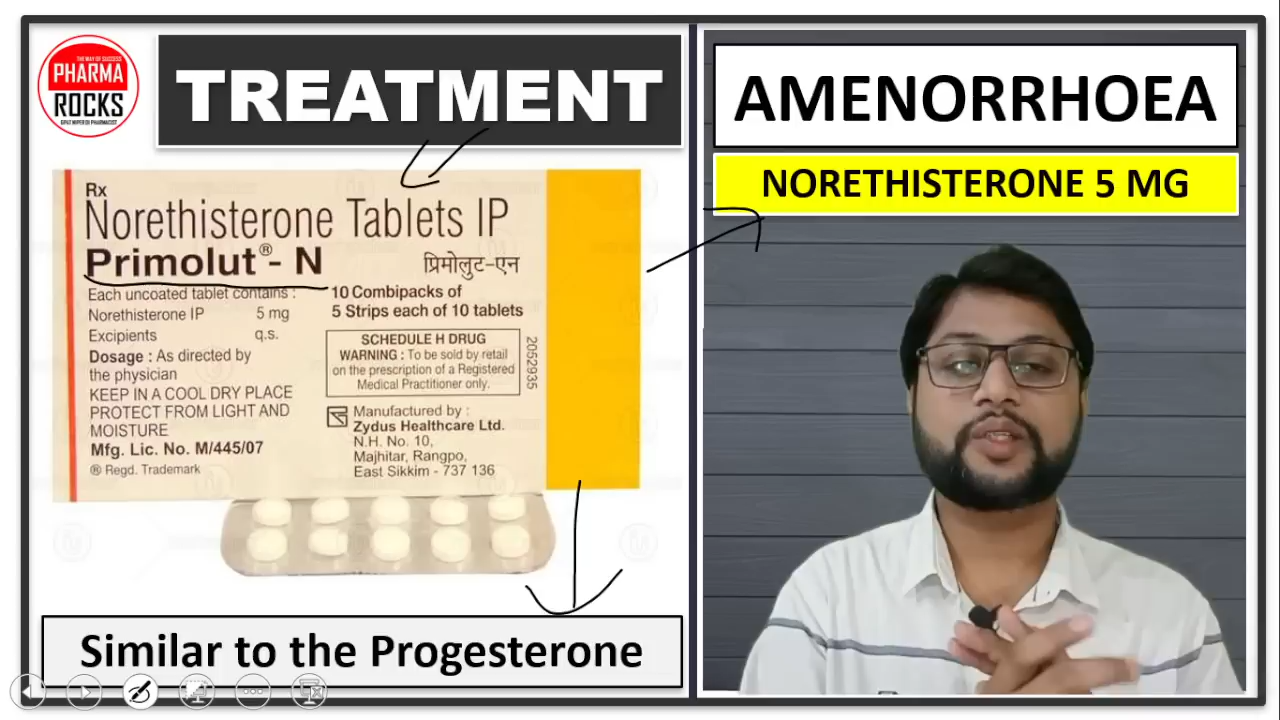 THE WAY OF SUCCESS
PHARMA
ROCKS
TREATMENT
Rx
Norethisterone Tablets IP
Primolut®- N
प्रिमोलुट-एन
Each uncoated tablet contains :
Norethisterone IP 5 mg
Excipients q.s.
Dosage : As directed by
the physician
KEEP IN A COOL DRY PLACE
PROTECT FROM LIGHT AND
MOISTURE
Mfg. Lic. No. M/445/07
® Regd. Trademark
10 Combipacks of
5 Strips each of 10 tablets
SCHEDULE H DRUG
WARNING : To be sold by retail
on the prescription of a Registered
Medical Practitioner only.
2052935
Manufactured by :
Zydus Healthcare Ltd.
N.H. No. 10,
Majhitar, Rangpo,
East Sikkim - 737 136
Similar to the Progesterone
AMENORRHOEA
NORETHISTERONE 5 MG